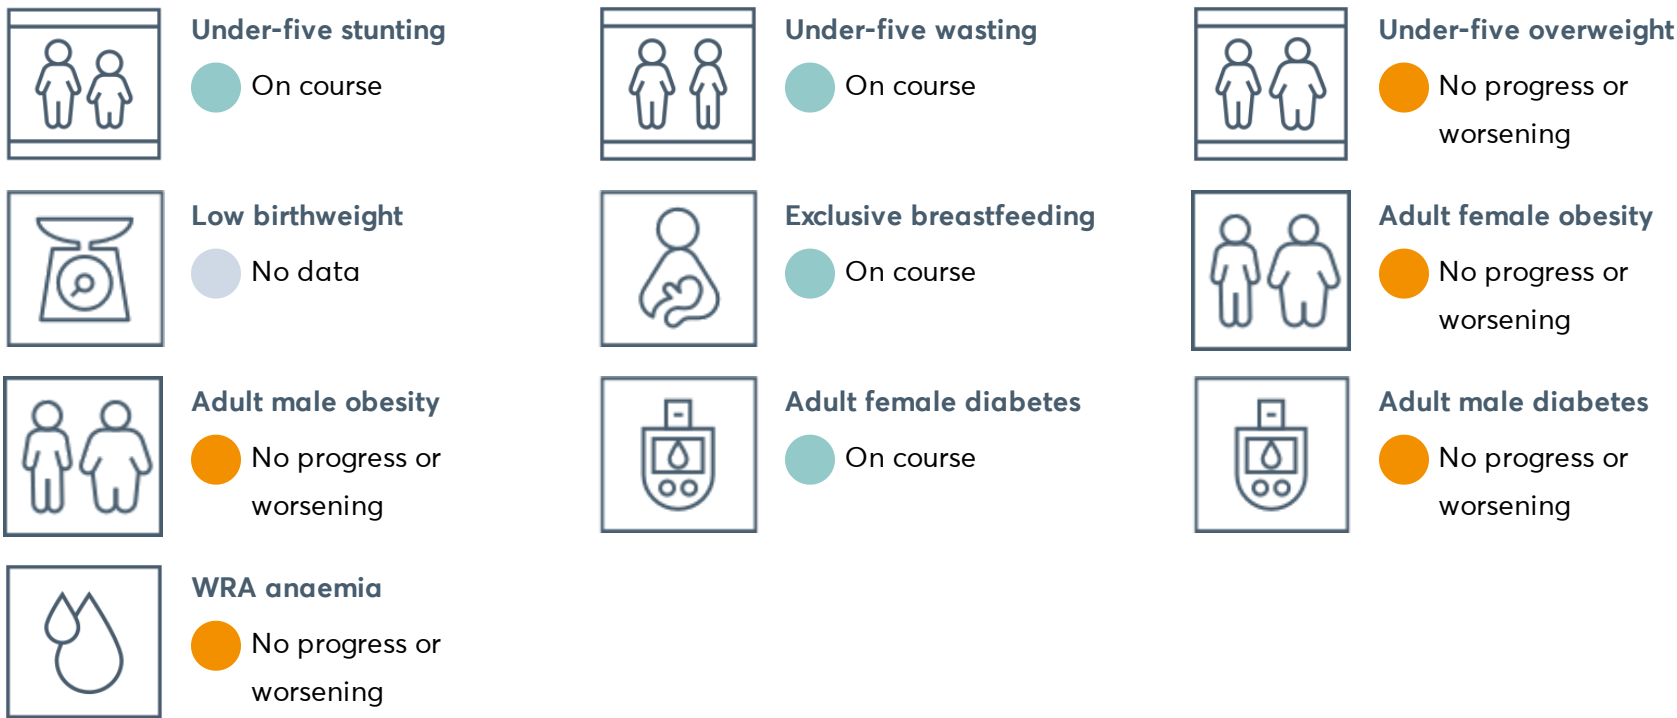 Under-five stunting
On course
Under-five wasting
On course
Under-five overweight
No progress or
worsening
Low birthweight
No data
Exclusive breastfeeding
On course
Adult female obesity
No progress or
worsening
Adult male obesity
No progress or
worsening
Adult female diabetes
On course
Adult male diabetes
No progress or
worsening
WRA anaemia
No progress or
worsening